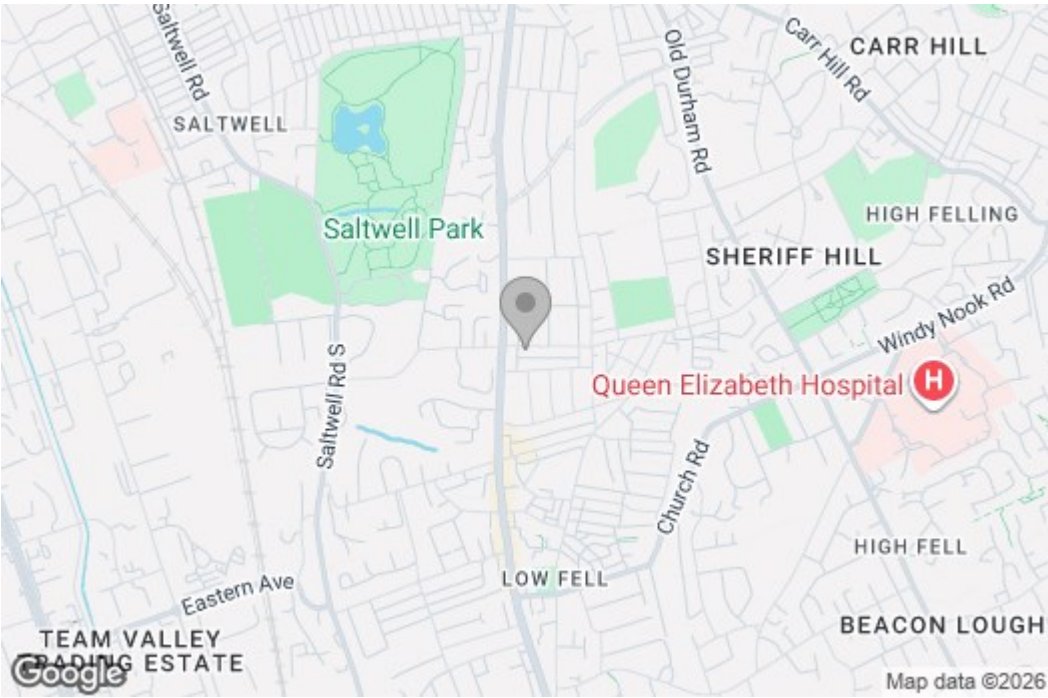 Saltwell Rd
Old Durham Rd
Carr Hill Rd
CARR HILL
SALTWELL
HIGH FELLING
Saltwell Park
SHERIFF HILL
Windy Nook Rd
Queen Elizabeth Hospital H
Saltwell Rd S
Church Rd
HIGH FELL
LOW FELL
Eastern Ave
BEACON LOUGH
TEAM VALLEY
TRADING ESTATE
Google
Map data ©2026